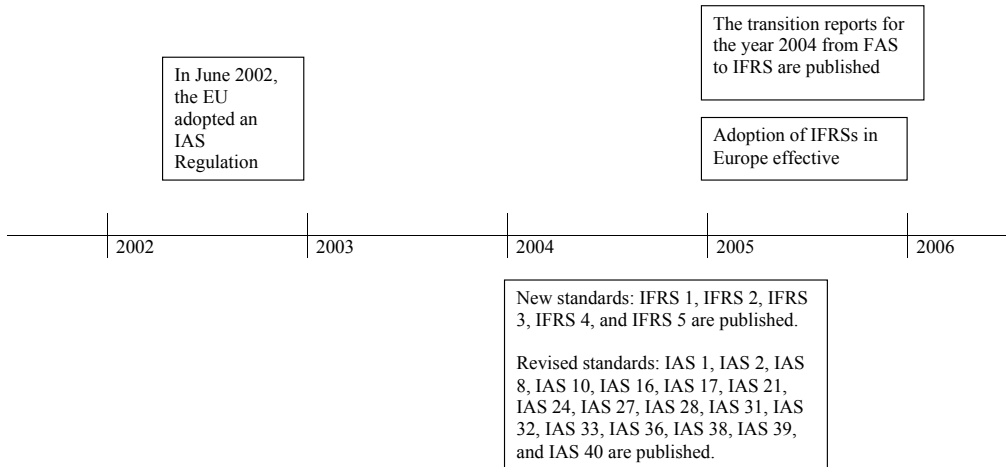 The transition reports for
the year 2004 from FAS
to IFRS are published
In June 2002,
the EU
adopted an
IAS
Regulation
Adoption of IFRSs in
Europe effective
2002
2003
2004
2005
2006
New standards: IFRS 1, IFRS 2, IFRS
3, IFRS 4, and IFRS 5 are published.
Revised standards: IAS 1, IAS 2, IAS
8, IAS 10, IAS 16, IAS 17, IAS 21,
IAS 24, IAS 27, IAS 28, IAS 31, IAS
32, IAS 33, IAS 36, IAS 38, IAS 39,
and IAS 40 are published.